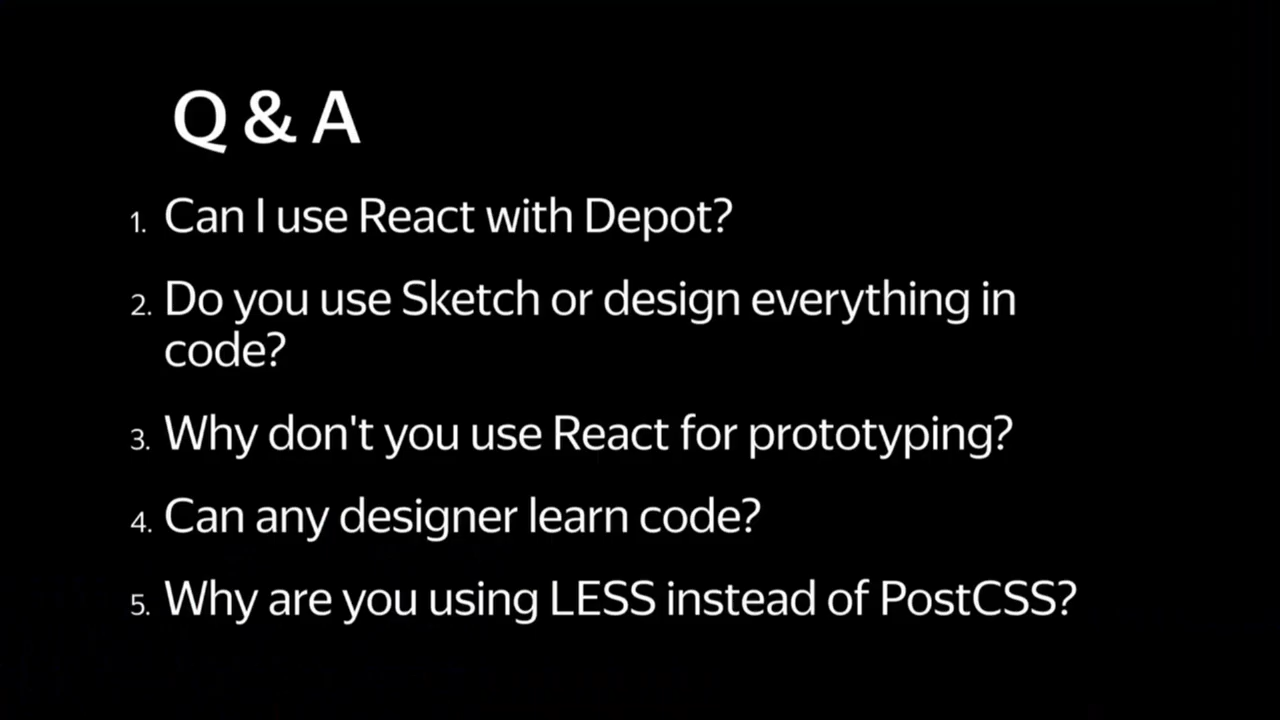 Q & A
1. Can I use React with Depot?
2. Do you use Sketch or design everything in
code?
3. Why don't you use React for prototyping?
4. Can any designer learn code?
5. Why are you using LESS instead of PostCSS?